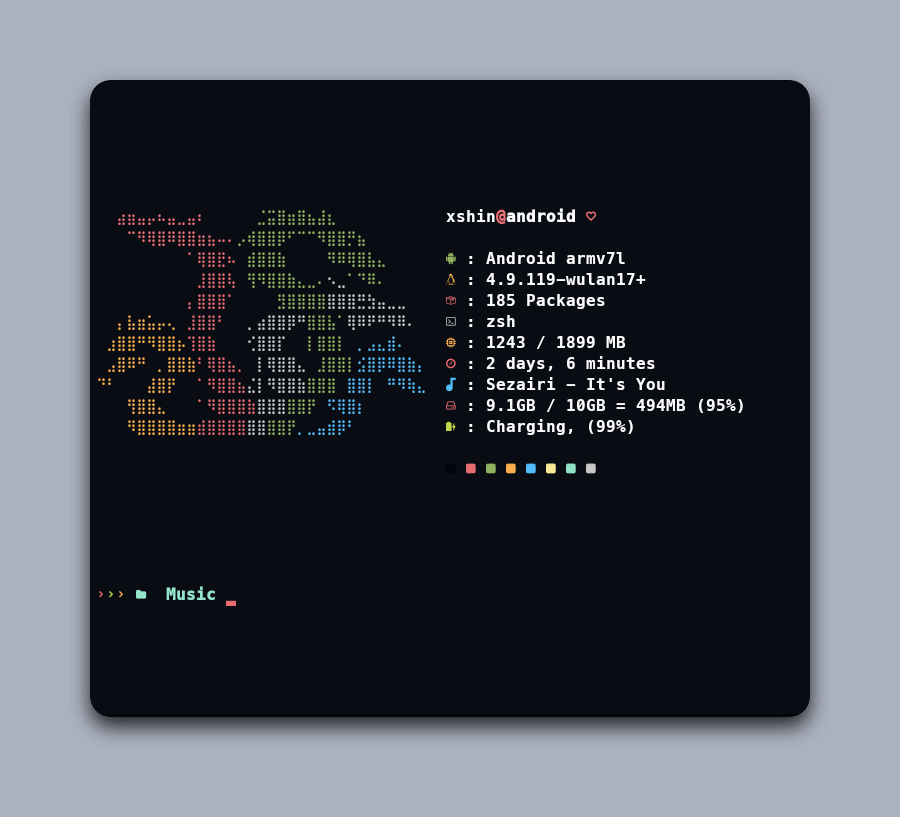 xshin@android ♡
: Android armv7l
: 4.9.119-wulan17+
: 185 Packages
: zsh
: 1243 / 1899 MB
: 2 days, 6 minutes
: Sezairi - It's You
: 9.1GB / 10GB = 494MB (95%)
: Charging, (99%)
››› Music _